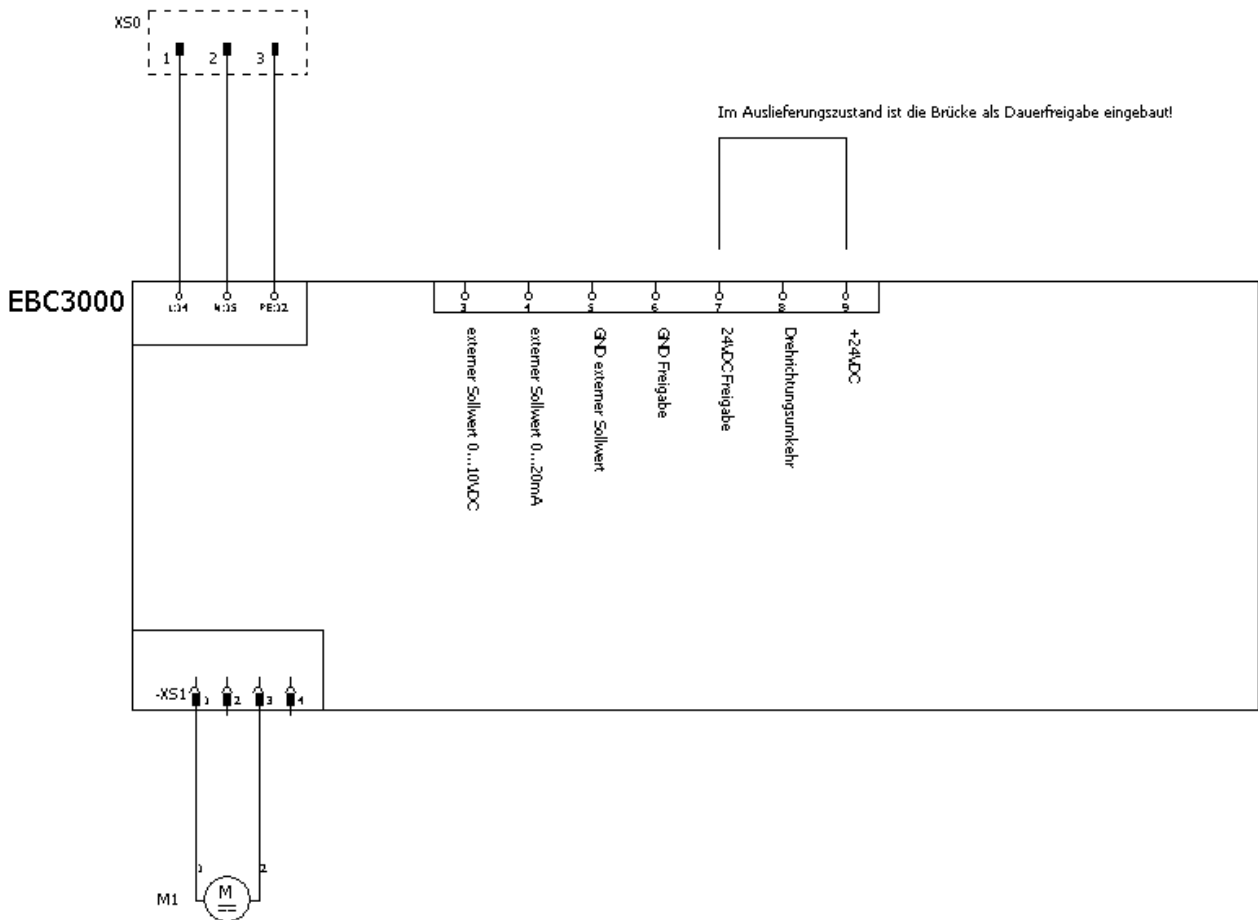 XS0
1 2 3
Im Auslieferungszustand ist die Brücke als Dauerfreigabe eingebaut!
EBC3000
L:34 N:35 PE:32
3 4 5 6 7 8 9
externer Sollwert 0...10VDC
externer Sollwert 0...20mA
GND externer Sollwert
GND Freigabe
24VDC Freigabe
Drehrichtungsumkehr
+24VDC
-XS1 1 2 3 4
1 2
M1 M